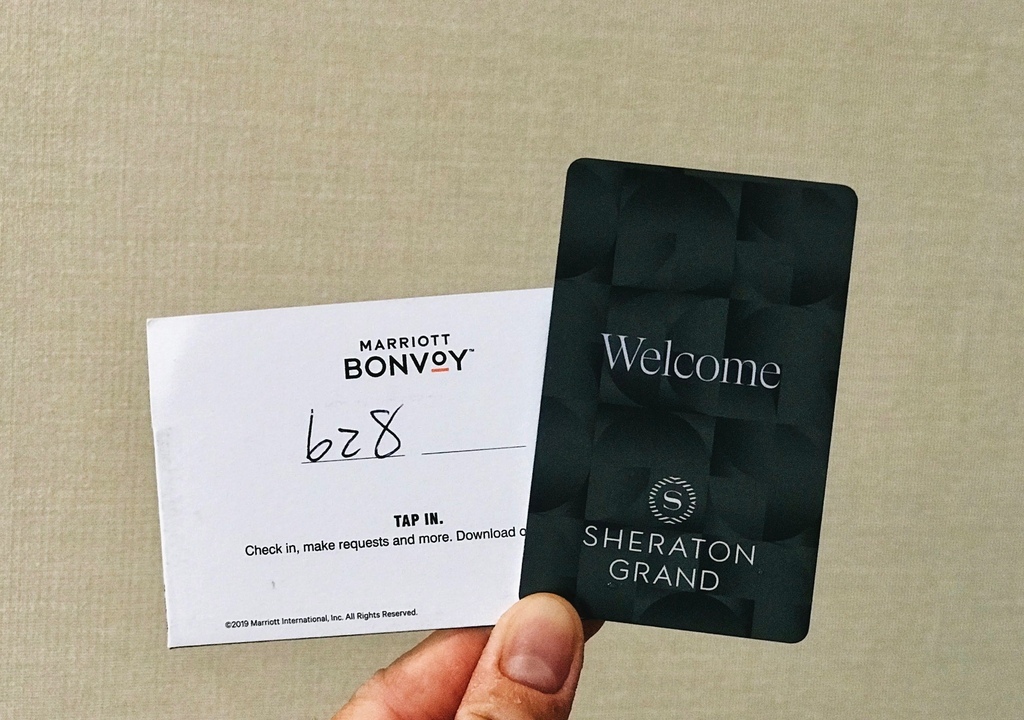 MARRIOTT
BONVOY™
628
TAP IN.
Check in, make requests and more. Download
©2019 Marriott International, Inc. All Rights Reserved.
Welcome
S
SHERATON
GRAND